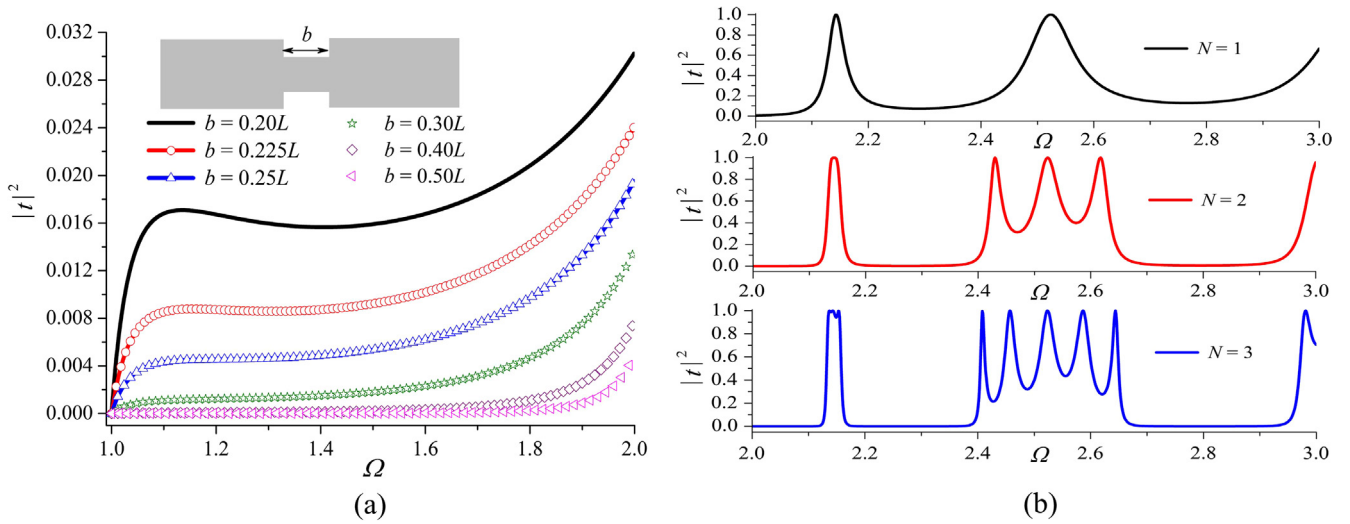 0.032
0.028
0.024
0.020
0.016
0.012
0.008
0.004
0.000
|t|²
b
b = 0.20L
b = 0.225L
b = 0.25L
b = 0.30L
b = 0.40L
b = 0.50L
1.0 1.2 1.4 1.6 1.8 2.0
Ω
(a)
1.0
0.8
0.6
0.4
0.2
0.0
|t|²
N = 1
2.0 2.2 2.4 2.6 2.8 3.0
Ω
1.0
0.8
0.6
0.4
0.2
0.0
|t|²
N = 2
2.0 2.2 2.4 2.6 2.8 3.0
Ω
1.0
0.8
0.6
0.4
0.2
0.0
|t|²
N = 3
2.0 2.2 2.4 2.6 2.8 3.0
Ω
(b)